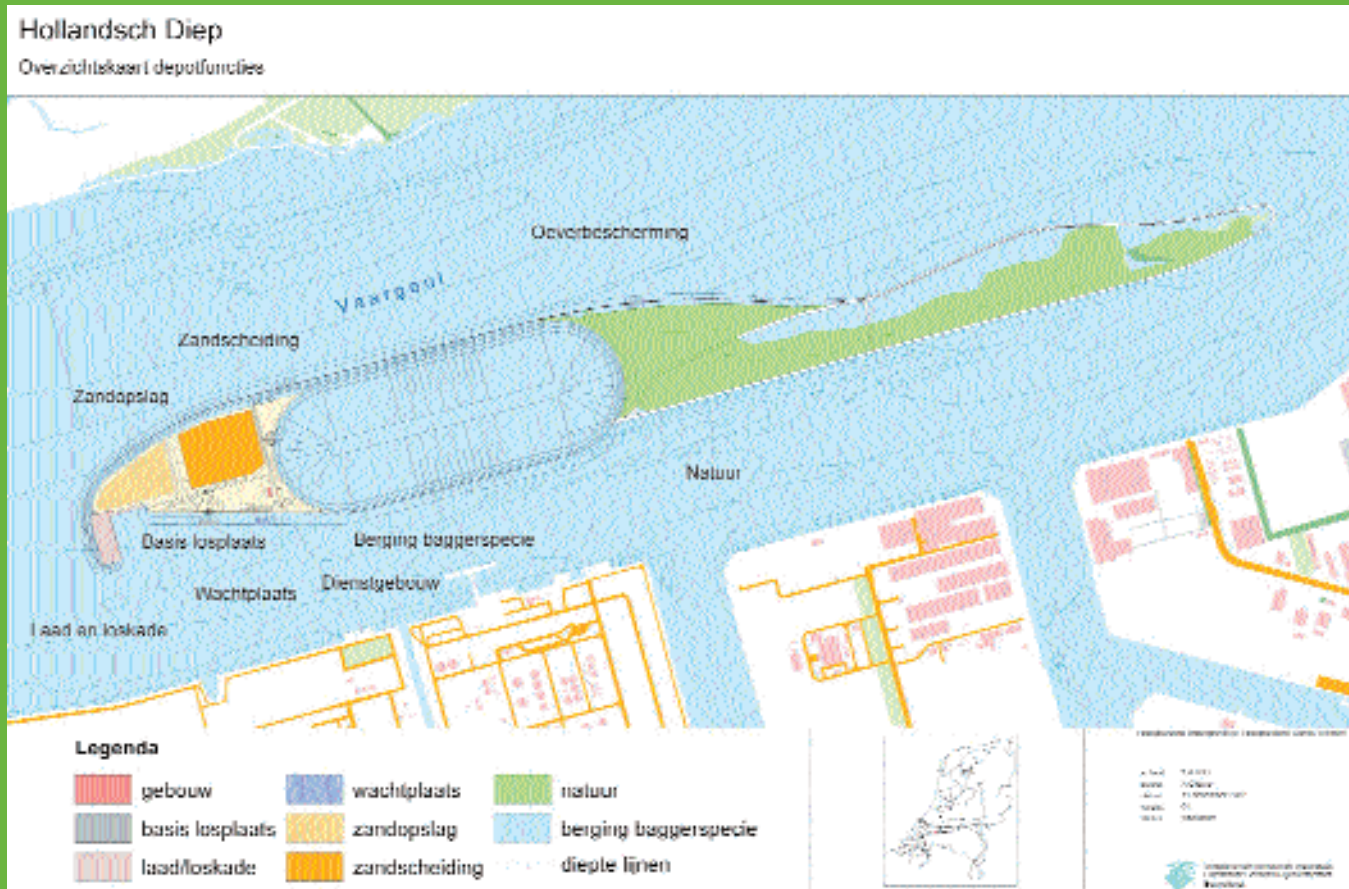 Hollandsch Diep
Overzichtskaart depotfuncties
Oeverbescherming
Vaargeul
Zandscheiding
Zandopslag
Natuur
Basis losplaats
Berging baggerspecie
Dienstgebouw
Wachtplaats
Laad en loskade
Legenda
gebouw
wachtplaats
natuur
basis losplaats
zandopslag
berging baggerspecie
laad/loskade
zandscheiding
diepte lijnen